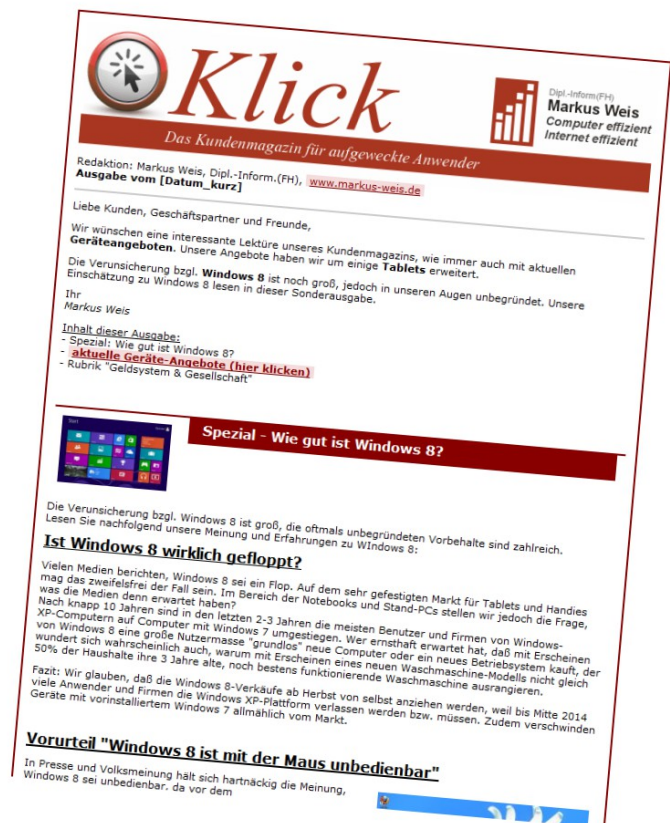 Klick
Dipl.-Inform(FH)
Markus Weis
Computer effizient
Internet effizient
Das Kundenmagazin für aufgeweckte Anwender
Redaktion: Markus Weis, Dipl.-Inform.(FH), www.markus-weis.de
Ausgabe vom [Datum_kurz]
Liebe Kunden, Geschäftspartner und Freunde,
Wir wünschen eine interessante Lektüre unseres Kundenmagazins, wie immer auch mit aktuellen
Geräteangeboten. Unsere Angebote haben wir um einige Tablets erweitert.
Die Verunsicherung bzgl. Windows 8 ist noch groß, jedoch in unseren Augen unbegründet. Unsere
Einschätzung zu Windows 8 lesen in dieser Sonderausgabe.
Ihr
Markus Weis
Inhalt dieser Ausgabe:
- Spezial: Wie gut ist Windows 8?
- aktuelle Geräte-Angebote (hier klicken)
- Rubrik "Geldsystem & Gesellschaft"
Start
Spezial - Wie gut ist Windows 8?
Die Verunsicherung bzgl. Windows 8 ist groß, die oftmals unbegründeten Vorbehalte sind zahlreich.
Lesen Sie nachfolgend unsere Meinung und Erfahrungen zu WIndows 8:
Ist Windows 8 wirklich gefloppt?
Vielen Medien berichten, Windows 8 sei ein Flop. Auf dem sehr gefestigten Markt für Tablets und Handies
mag das zweifelsfrei der Fall sein. Im Bereich der Notebooks und Stand-PCs stellen wir jedoch die Frage,
was die Medien denn erwartet haben?
Nach knapp 10 Jahren sind in den letzten 2-3 Jahren die meisten Benutzer und Firmen von Windows-
XP-Computern auf Computer mit Windows 7 umgestiegen. Wer ernsthaft erwartet hat, daß mit Erscheinen
von Windows 8 eine große Nutzermasse "grundlos" neue Computer oder ein neues Betriebsystem kauft, der
wundert sich wahrscheinlich auch, warum mit Erscheinen eines neuen Waschmaschine-Modells nicht gleich
50% der Haushalte ihre 3 Jahre alte, noch bestens funktionierende Waschmaschine ausrangieren.
Fazit: Wir glauben, daß die Windows 8-Verkäufe ab Herbst von selbst anziehen werden, weil bis Mitte 2014
viele Anwender und Firmen die Windows XP-Plattform verlassen werden bzw. müssen. Zudem verschwinden
Geräte mit vorinstalliertem Windows 7 allmählich vom Markt.
Vorurteil "Windows 8 ist mit der Maus unbedienbar"
In Presse und Volksmeinung hält sich hartnäckig die Meinung,
Windows 8 sei unbedienbar. da vor dem